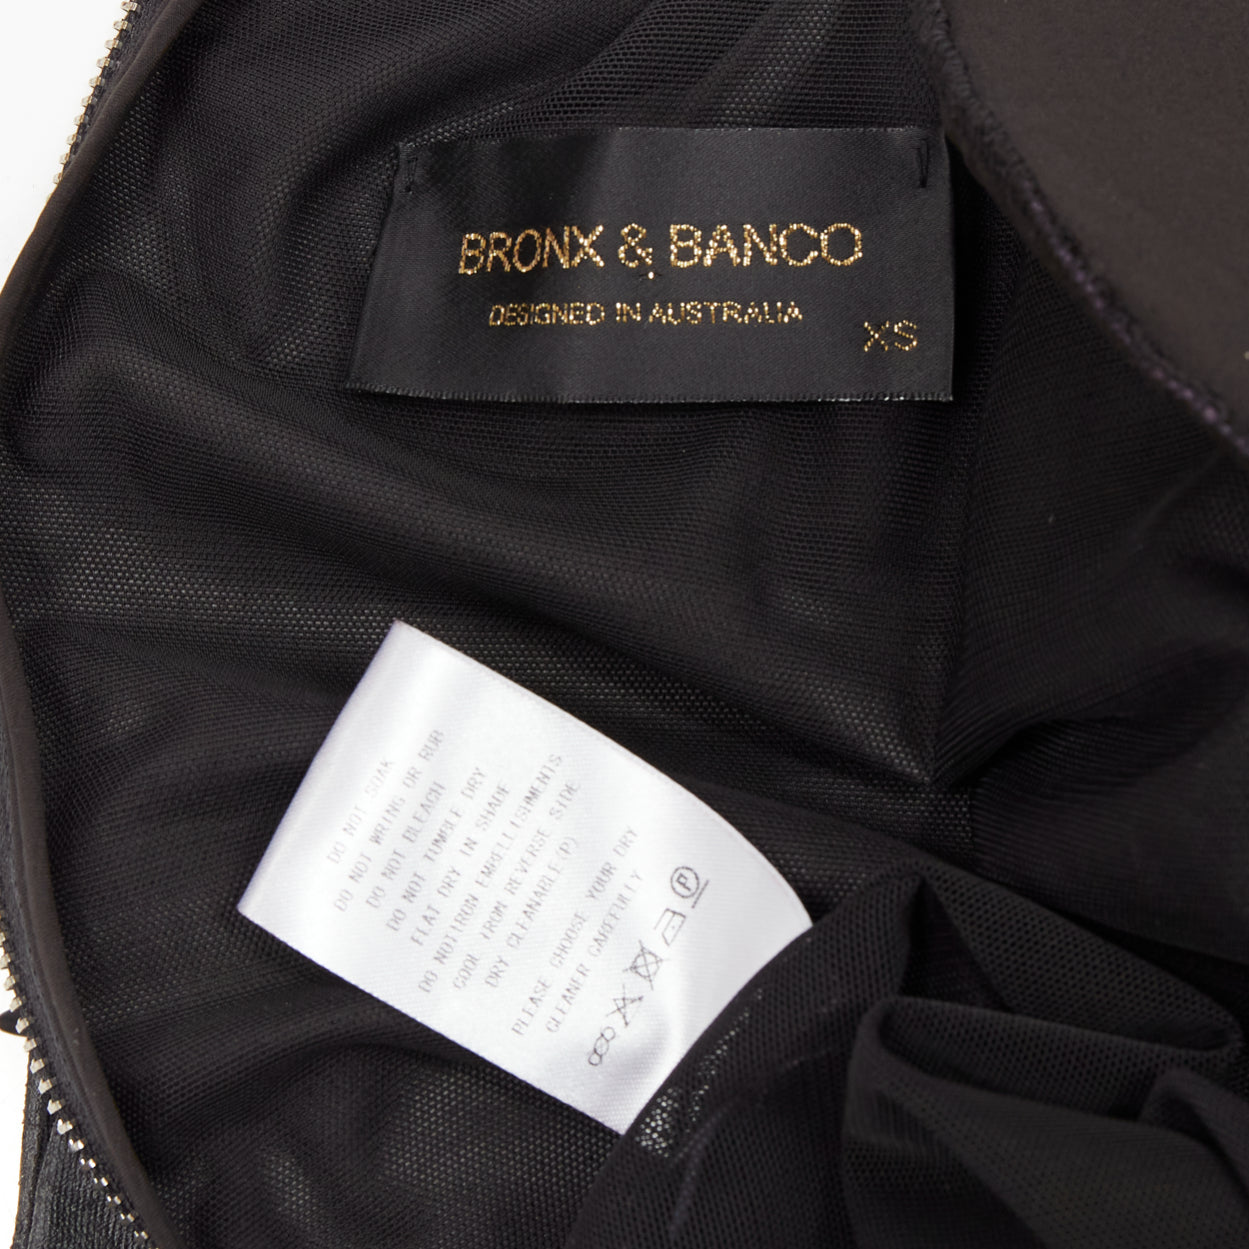 BRONX & BANCO
DESIGNED IN AUSTRALIA
XS
DO NOT SOAK
DO NOT WRING OR RUB
DO NOT BLEACH
DO NOT TUMBLE DRY
FLAT DRY IN SHADE
DO NOTIRON EMBELLISHMENTS
COOL IRON REVERSE SIDE
DRY CLEANABLE(P)
PLEASE CHOOSE YOUR DRY
CLEANER CAREFULLY
P